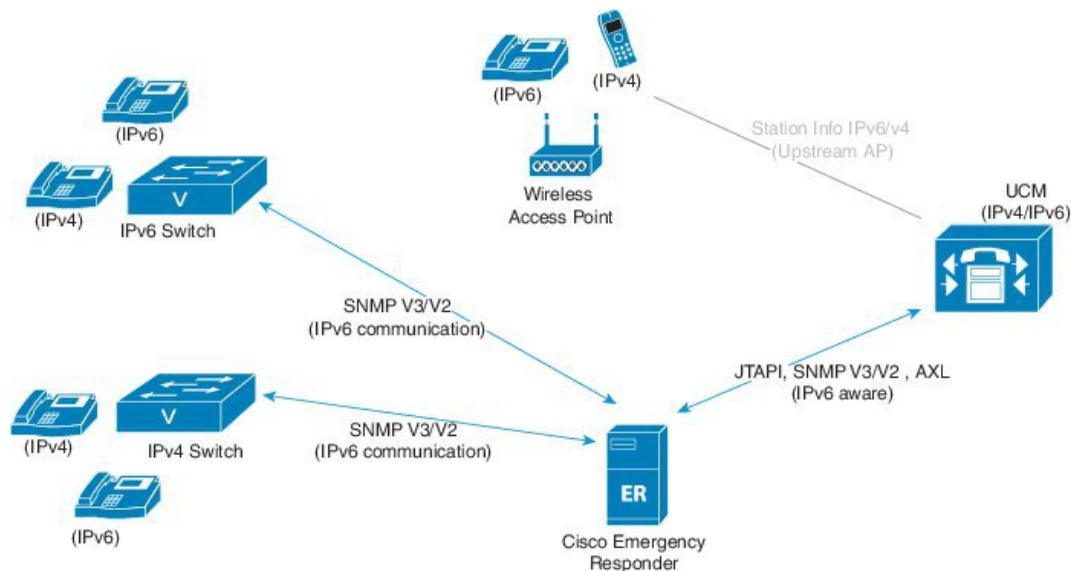 (IPv6)
(IPv4)
V
IPv6 Switch
(IPv6)
(IPv4)
Wireless
Access Point
Station Info IPv6/v4
(Upstream AP)
UCM
(IPv4/IPv6)
SNMP V3/V2
(IPv6 communication)
JTAPI, SNMP V3/V2 , AXL
(IPv6 aware)
(IPv4)
V
IPv4 Switch
(IPv6)
SNMP V3/V2
(IPv6 communication)
ER
Cisco Emergency
Responder